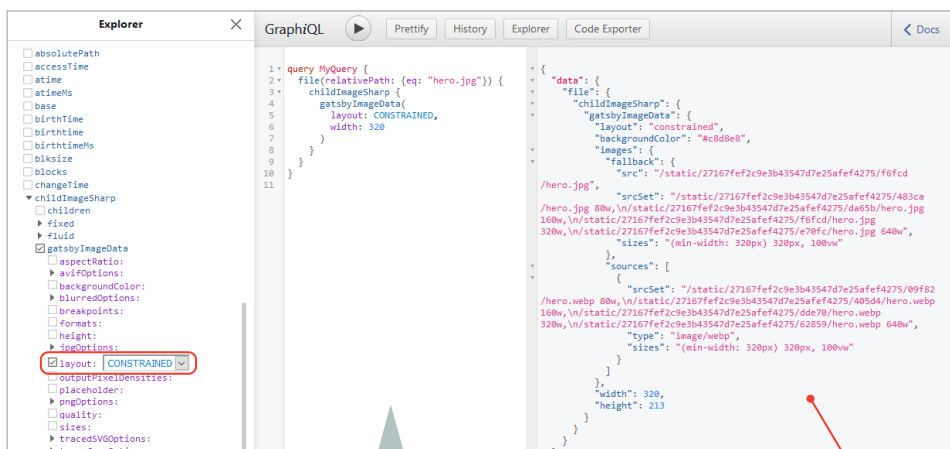 Explorer
absolutePath
accessTime
atime
atimeMs
base
birthTime
birthtime
birthtimeMs
blksize
blocks
changeTime
childImageSharp
children
fixed
fluid
gatsbyImageData
aspectRatio:
avifOptions:
backgroundColor:
blurredOptions:
breakpoints:
formats:
height:
jpgOptions:
layout: CONSTRAINED
outputPixelDensities:
placeholder:
pngOptions:
quality:
sizes:
tracedSVGOptions:
GraphiQL
Prettify
History
Explorer
Code Exporter
Docs
1 query MyQuery {
2 file(relativePath: {eq: "hero.jpg"}) {
3 childImageSharp {
4 gatsbyImageData(
5 layout: CONSTRAINED,
6 width: 320
7 )
8 }
9 }
10 }
11
{
"data": {
"file": {
"childImageSharp": {
"gatsbyImageData": {
"layout": "constrained",
"backgroundColor": "#c8d8e8",
"images": {
"fallback": {
"src": "/static/27167fef2c9e3b43547d7e25afef4275/f6fcd
/hero.jpg",
"srcSet": "/static/27167fef2c9e3b43547d7e25afef4275/483ca
/hero.jpg 80w,\n/static/27167fef2c9e3b43547d7e25afef4275/da65b/hero.jpg
160w,\n/static/27167fef2c9e3b43547d7e25afef4275/f6fcd/hero.jpg
320w,\n/static/27167fef2c9e3b43547d7e25afef4275/e70fc/hero.jpg 640w",
"sizes": "(min-width: 320px) 320px, 100vw"
},
"sources": [
{
"srcSet": "/static/27167fef2c9e3b43547d7e25afef4275/09f82
/hero.webp 80w,\n/static/27167fef2c9e3b43547d7e25afef4275/405d4/hero.webp
160w,\n/static/27167fef2c9e3b43547d7e25afef4275/dde70/hero.webp
320w,\n/static/27167fef2c9e3b43547d7e25afef4275/62859/hero.webp 640w",
"type": "image/webp",
"sizes": "(min-width: 320px) 320px, 100vw"
}
]
},
"width": 320,
"height": 213
}
}
}